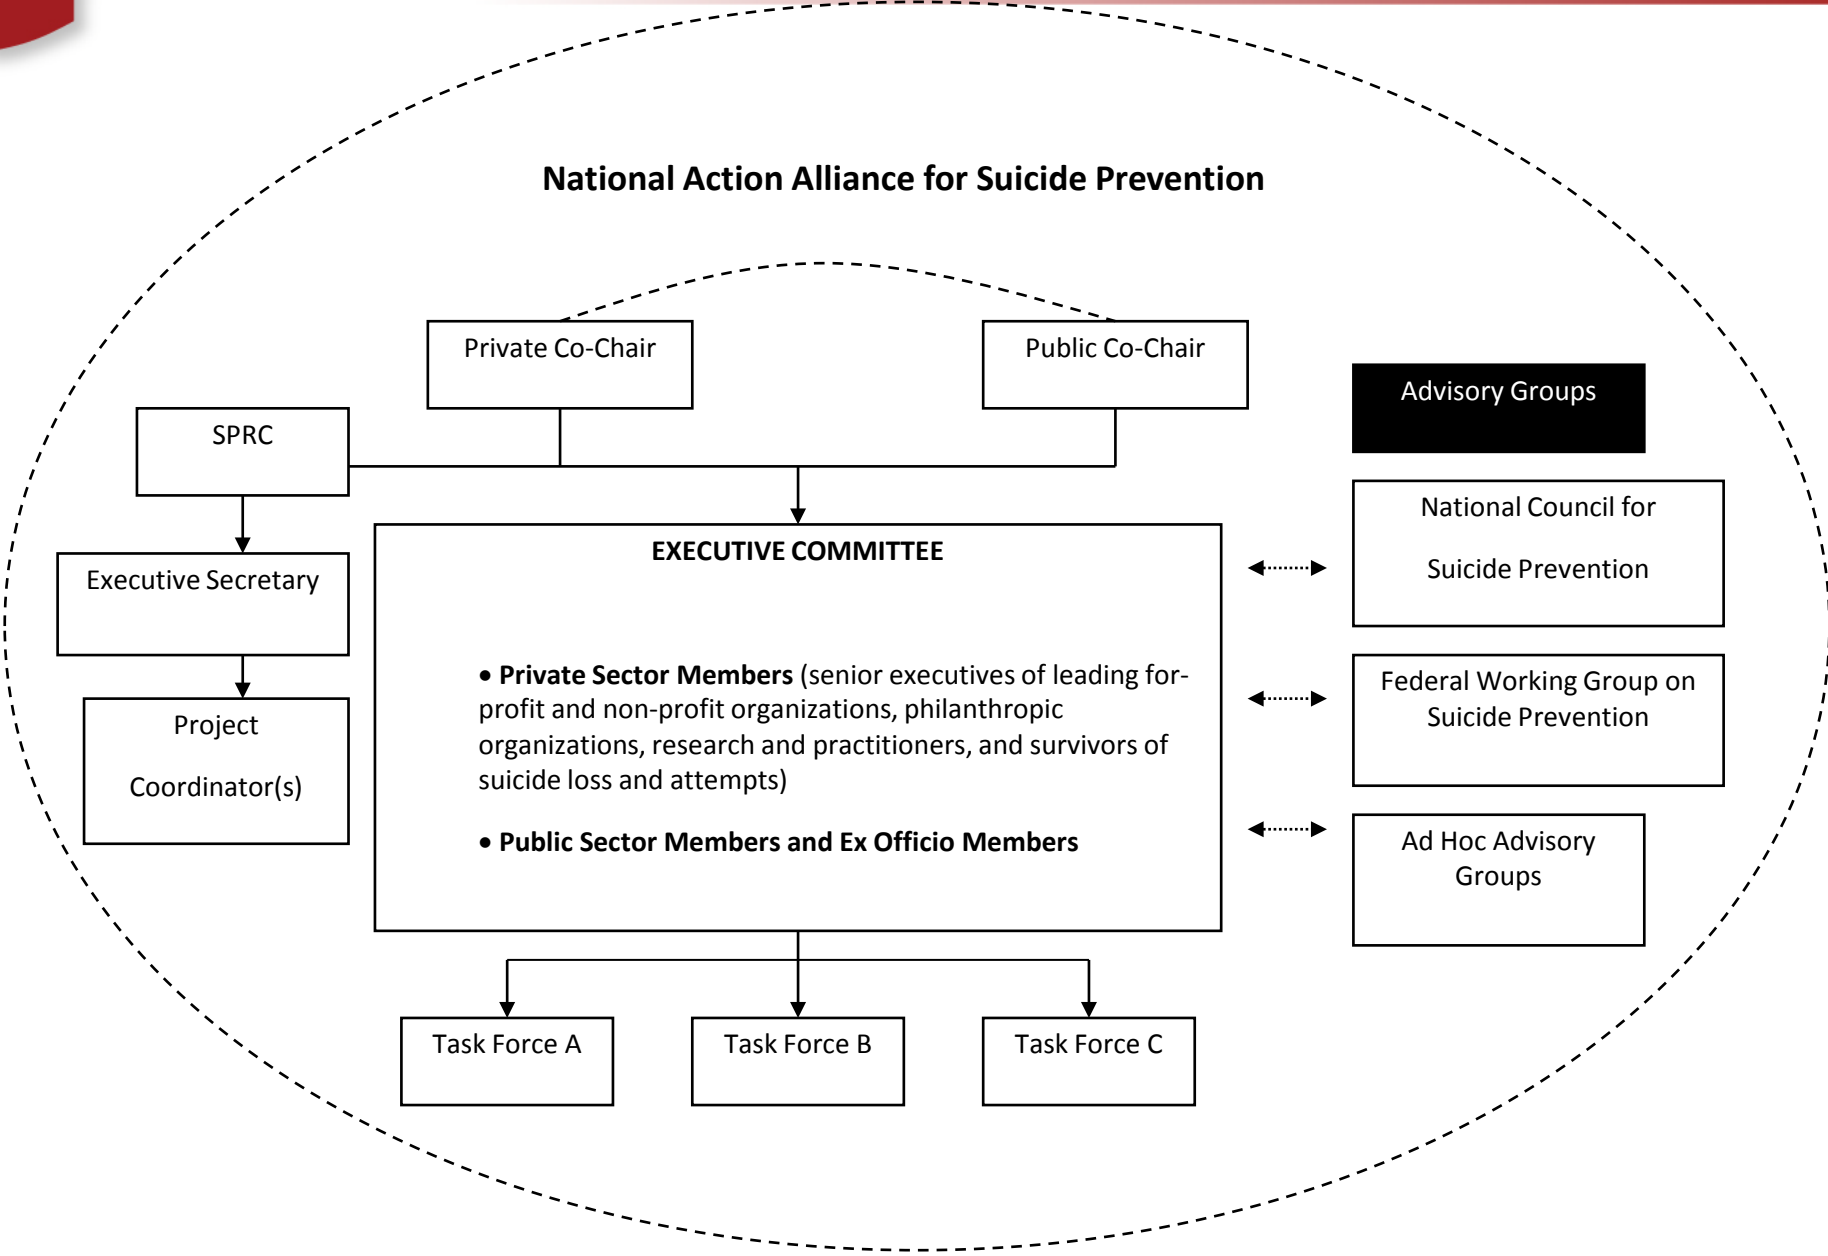 National Action Alliance for Suicide Prevention
Private Co-Chair
Public Co-Chair
Advisory Groups
SPRC
National Council for
Suicide Prevention
EXECUTIVE COMMITTEE
Executive Secretary
• Private Sector Members (senior executives of leading for-
profit and non-profit organizations, philanthropic
organizations, research and practitioners, and survivors of
suicide loss and attempts)
Federal Working Group on
Suicide Prevention
Project
Coordinator(s)
• Public Sector Members and Ex Officio Members
Ad Hoc Advisory
Groups
Task Force A
Task Force B
Task Force C